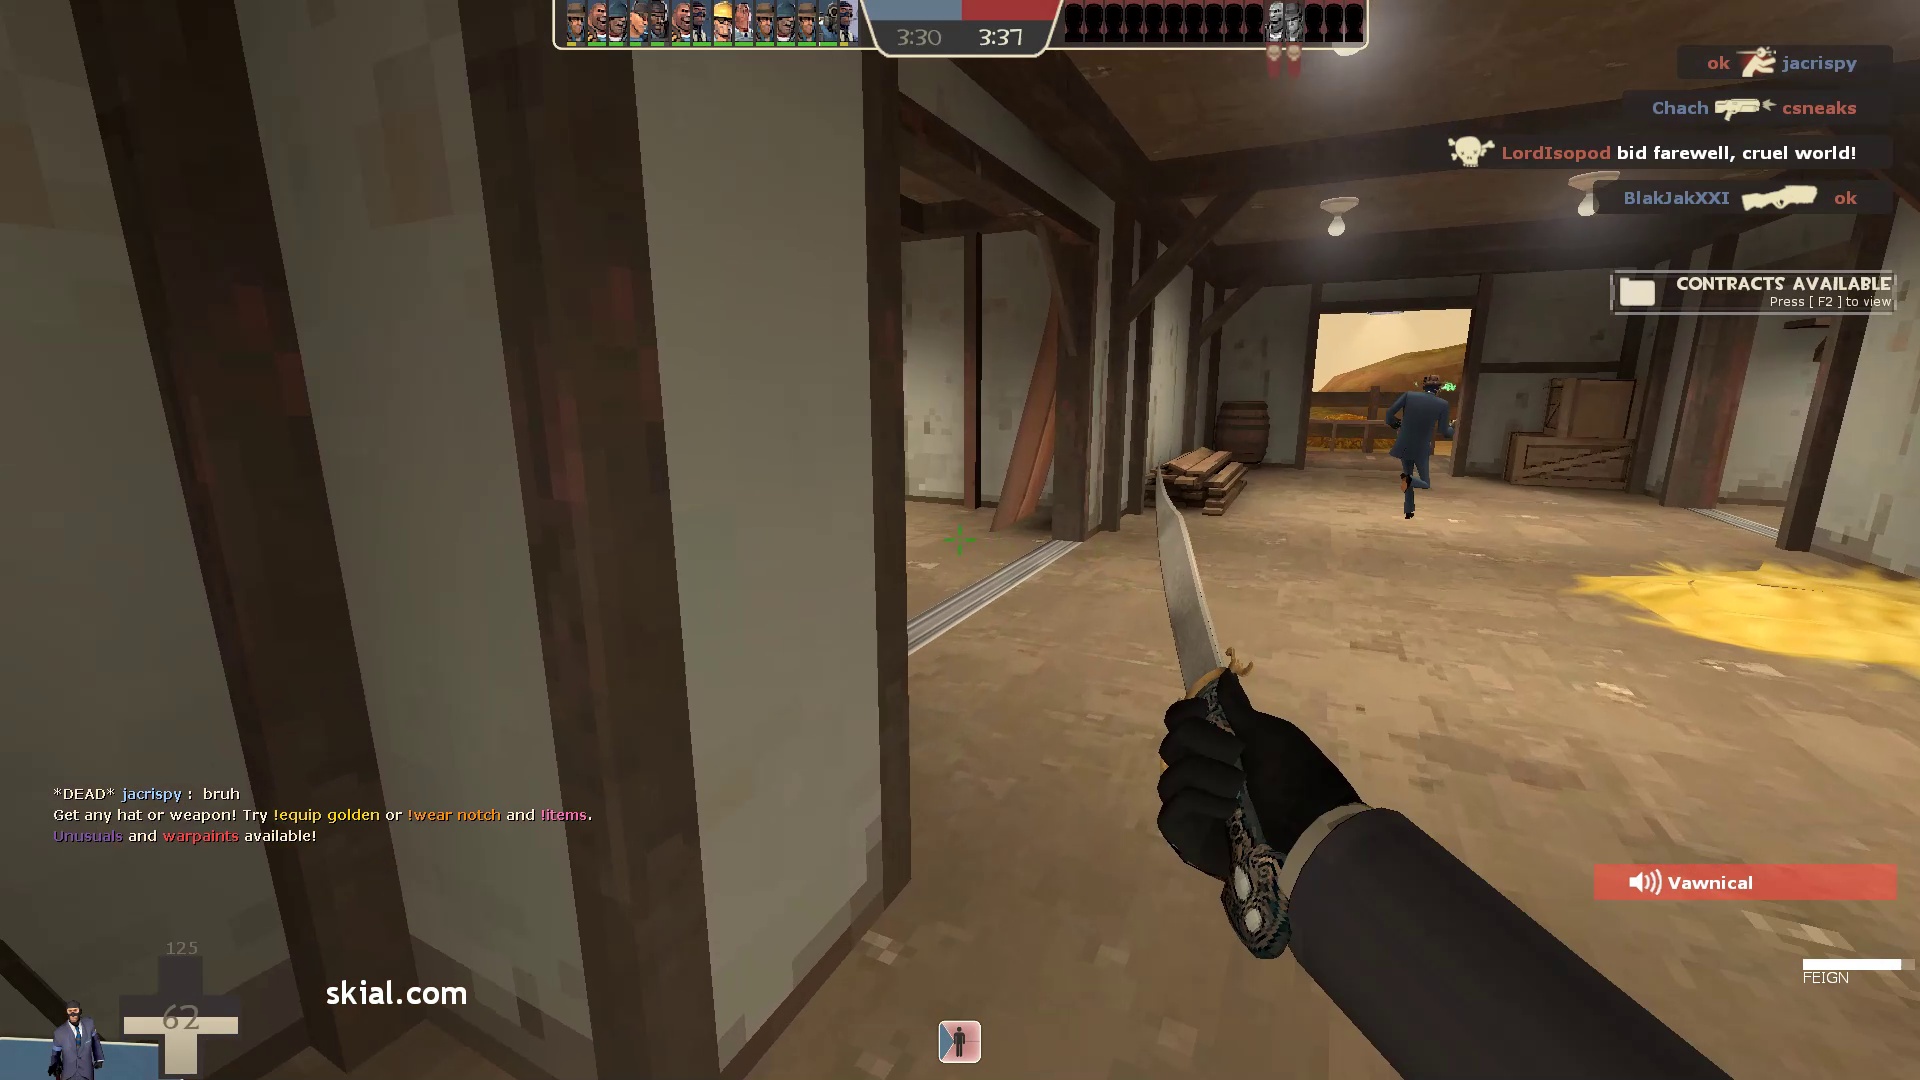 3:30 3:37
ok jacrispy
Chach csneaks
LordIsopod bid farewell, cruel world!
BlakJakXXI ok
CONTRACTS AVAILABLE
Press [ F2 ] to view
*DEAD* jacrispy : bruh
Get any hat or weapon! Try !equip golden or !wear notch and !items.
Unusuals and warpaints available!
Vawnical
125
62
skial.com
FEIGN